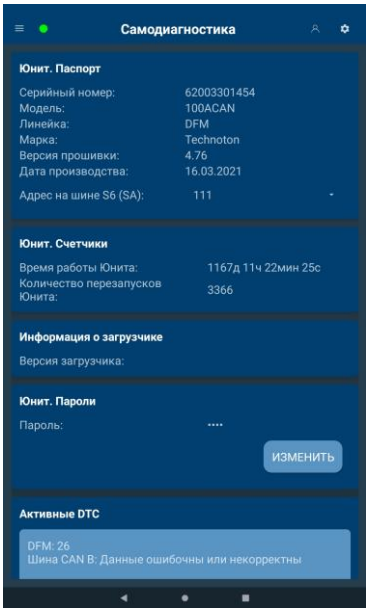 Самодиагностика
Юнит. Паспорт
Серийный номер: 62003301454
Модель: 100ACAN
Линейка: DFM
Марка: Technoton
Версия прошивки: 4.76
Дата производства: 16.03.2021
Адрес на шине S6 (SA): 111
Юнит. Счетчики
Время работы Юнита: 1167д 11ч 22мин 25с
Количество перезапусков
Юнита: 3366
Информация о загрузчике
Версия загрузчика:
Юнит. Пароли
Пароль: ····
ИЗМЕНИТЬ
Активные DTC
DFM: 26
Шина CAN B: Данные ошибочны или некорректны